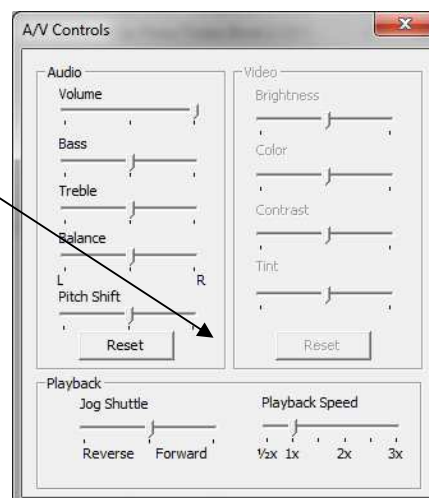 A/V Controls
Audio
Volume
Bass
Treble
Balance
L R
Pitch Shift
Reset
Video
Brightness
Color
Contrast
Tint
Reset
Playback
Jog Shuttle
Reverse Forward
Playback Speed
½x 1x 2x 3x